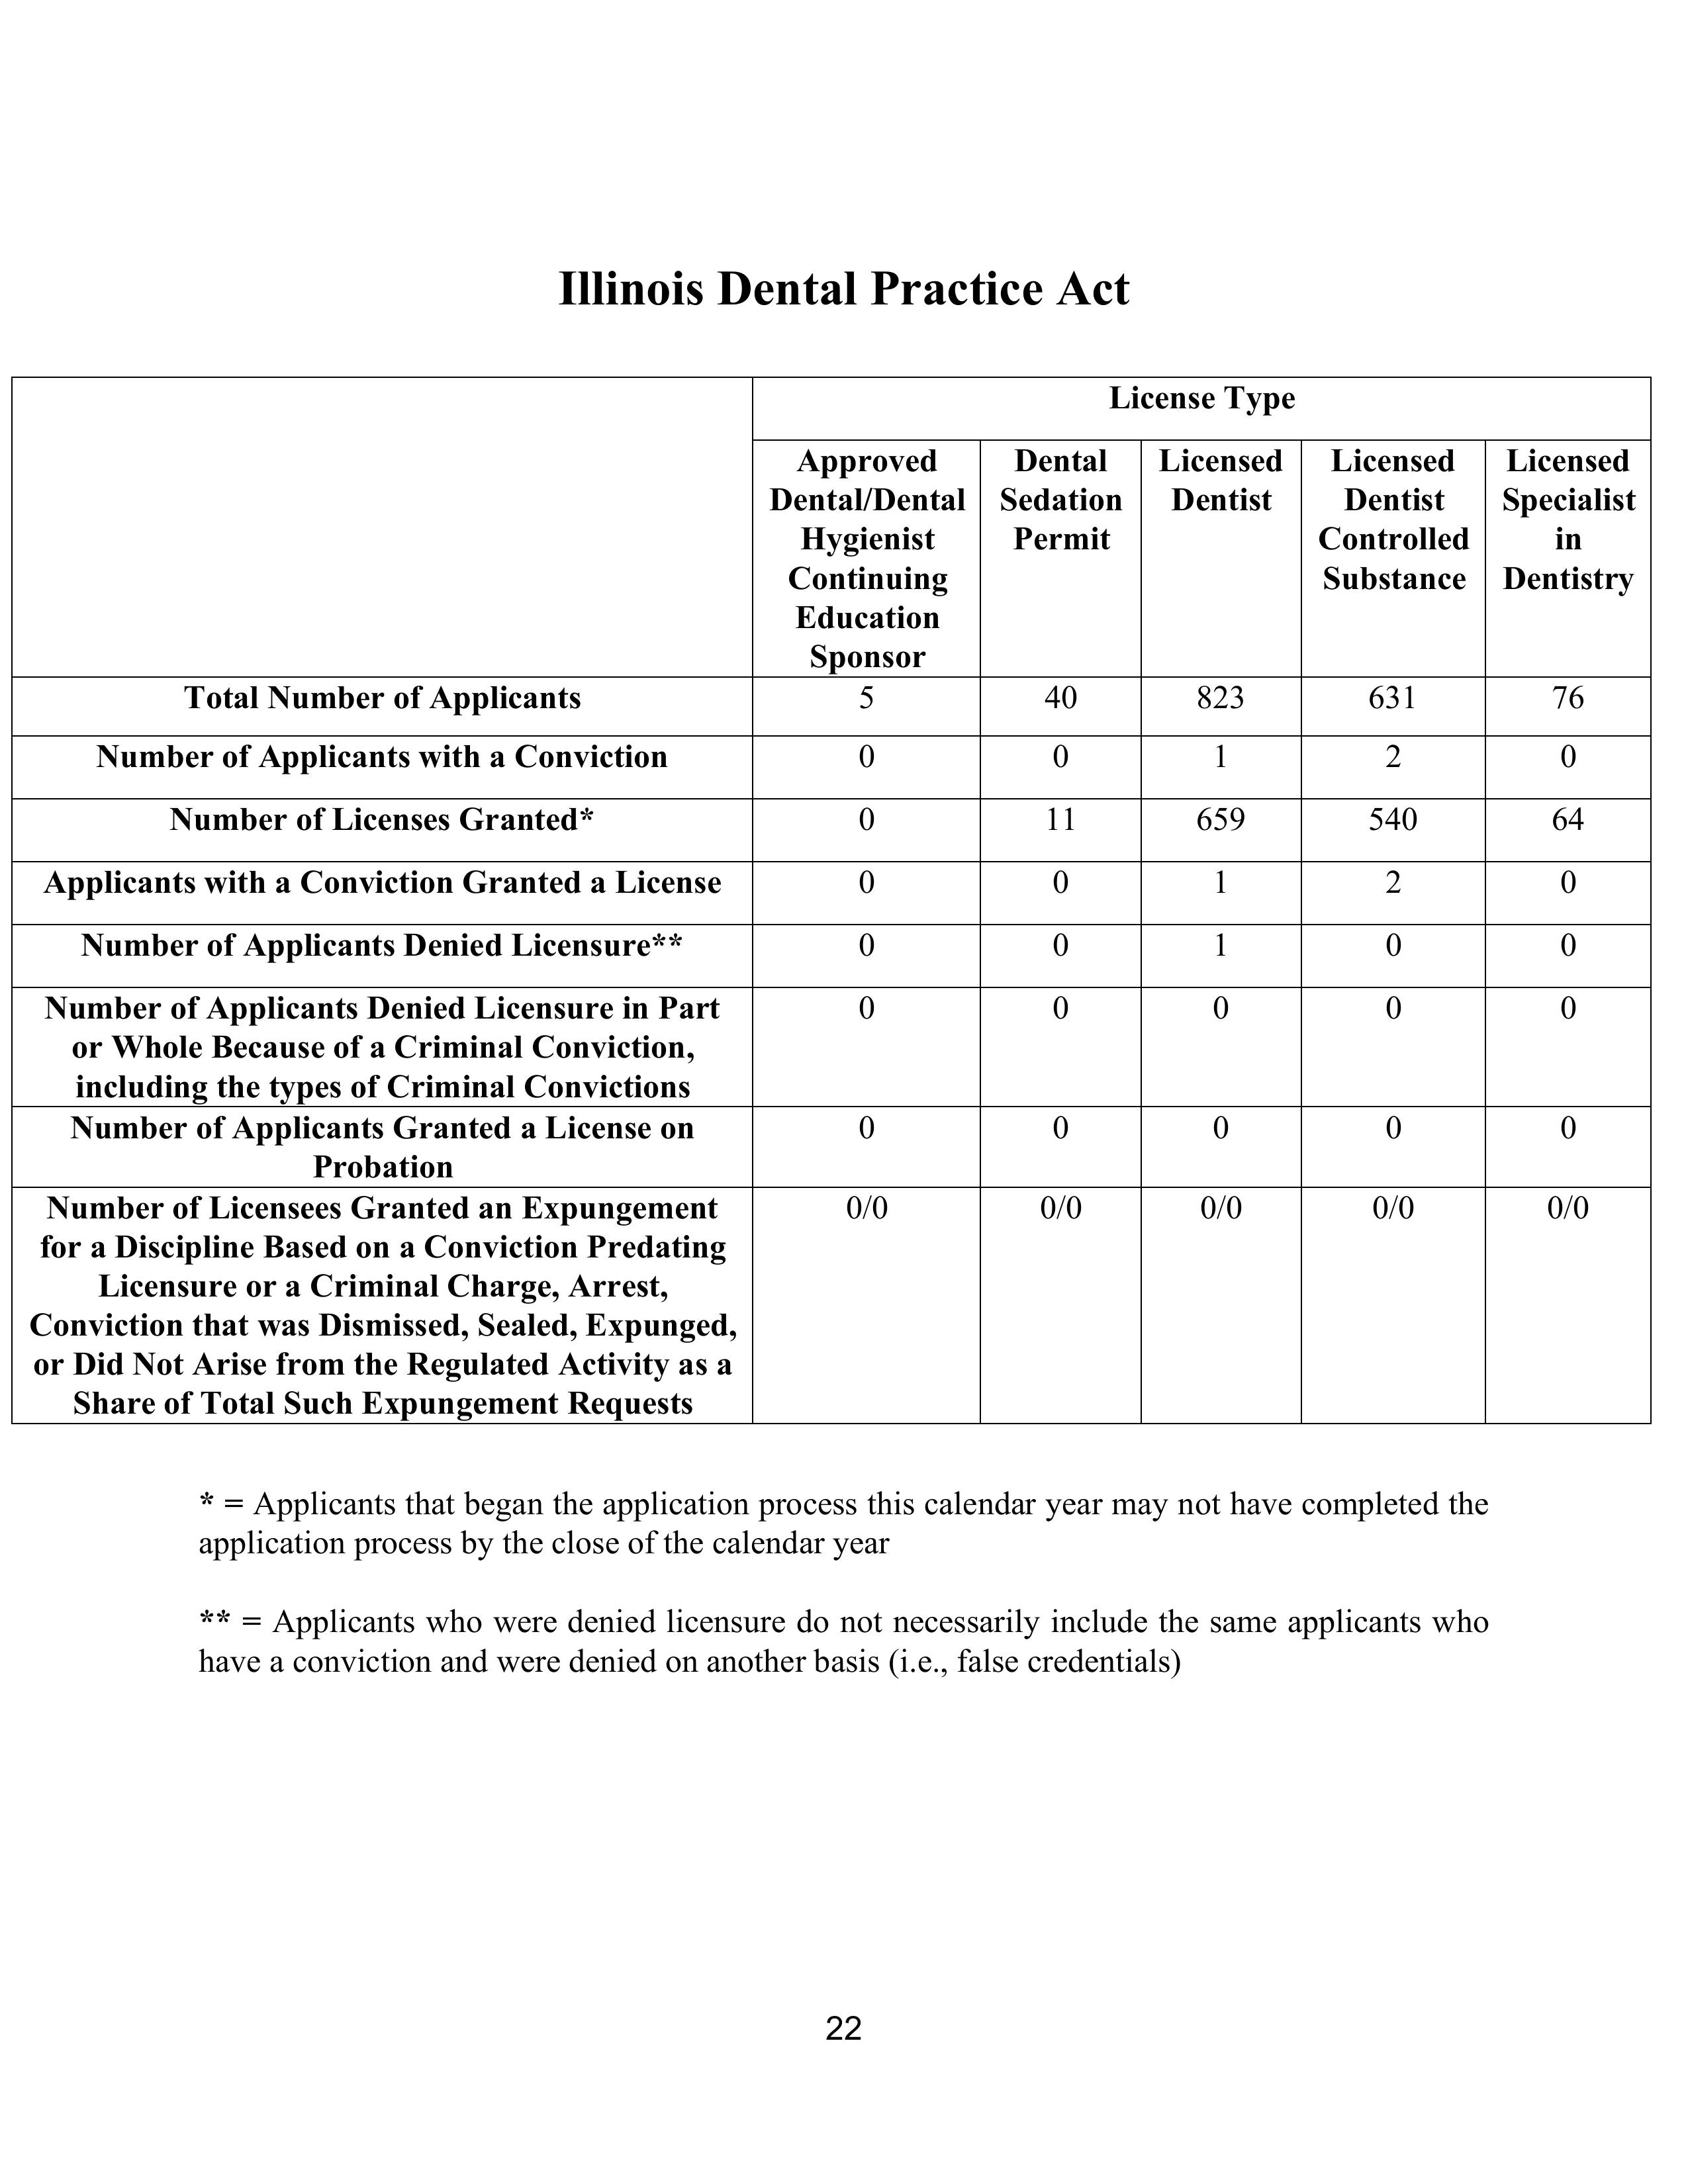 Illinois Dental Practice Act
License Type
Approved
Dental/Dental
Hygienist
Continuing
Education
Sponsor
Dental
Sedation
Permit
Licensed
Dentist
Licensed
Dentist
Controlled
Substance
Licensed
Specialist
in
Dentistry
Total Number of Applicants 5 40 823 631 76
Number of Applicants with a Conviction 0 0 1 2 0
Number of Licenses Granted* 0 11 659 540 64
Applicants with a Conviction Granted a License 0 0 1 2 0
Number of Applicants Denied Licensure** 0 0 1 0 0
Number of Applicants Denied Licensure in Part 0 0 0 0 0
or Whole Because of a Criminal Conviction,
including the types of Criminal Convictions
Number of Applicants Granted a License on 0 0 0 0 0
Probation
Number of Licensees Granted an Expungement 0/0 0/0 0/0 0/0 0/0
for a Discipline Based on a Conviction Predating
Licensure or a Criminal Charge, Arrest,
Conviction that was Dismissed, Sealed, Expunged,
or Did Not Arise from the Regulated Activity as a
Share of Total Such Expungement Requests
* = Applicants that began the application process this calendar year may not have completed the
application process by the close of the calendar year
** = Applicants who were denied licensure do not necessarily include the same applicants who
have a conviction and were denied on another basis (i.e., false credentials)
22